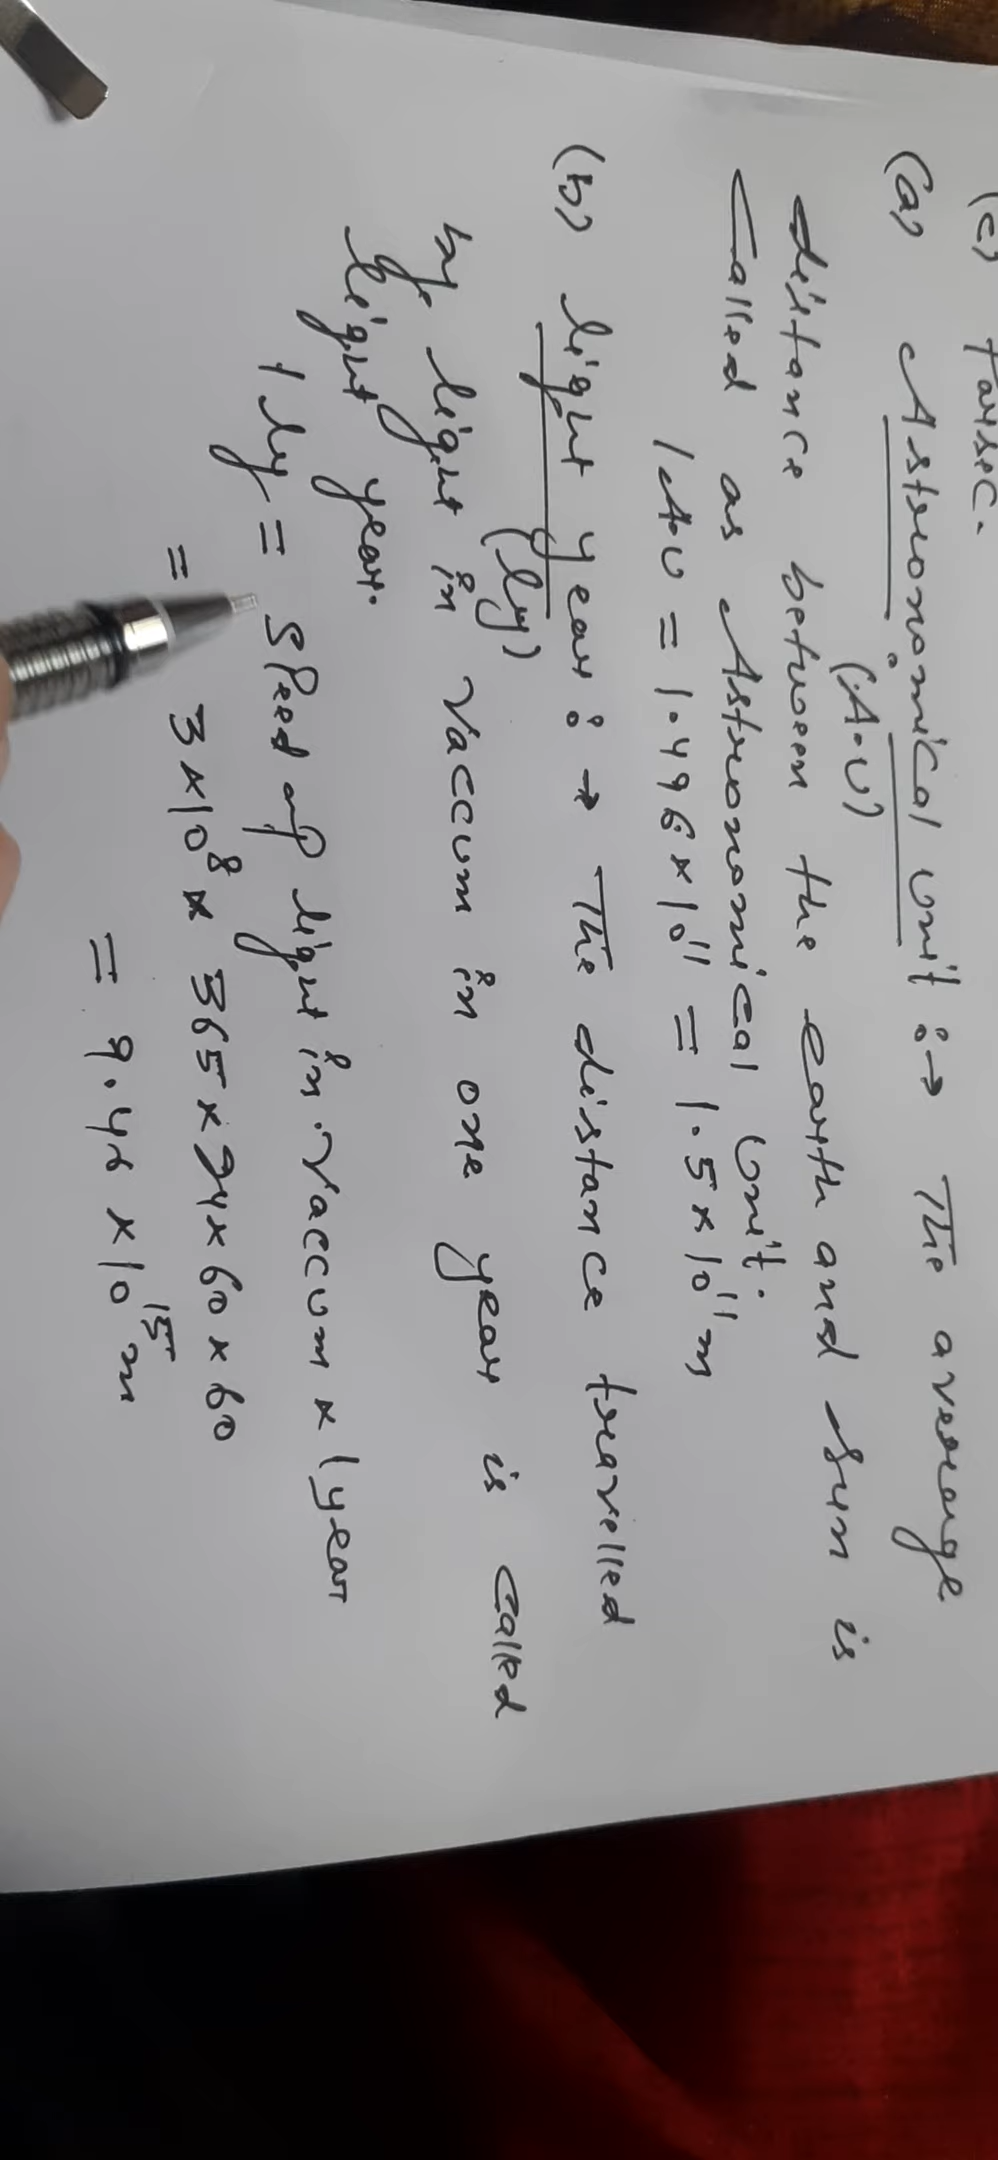 (c) Parsec.
(a) Astronomical Unit :→ The average
(A.U)
distance between the earth and Sun is
called as Astronomical Unit.
1 A.U = 1.496 × 10¹¹ = 1.5 × 10¹¹ m
(b) light year :→ The distance travelled
(ly)
by light in vaccum in one year is called
light year.
1 ly = Speed of light in vaccum × 1 year
= 3 × 10⁸ × 365 × 24 × 60 × 60
= 9.46 × 10¹⁵ m